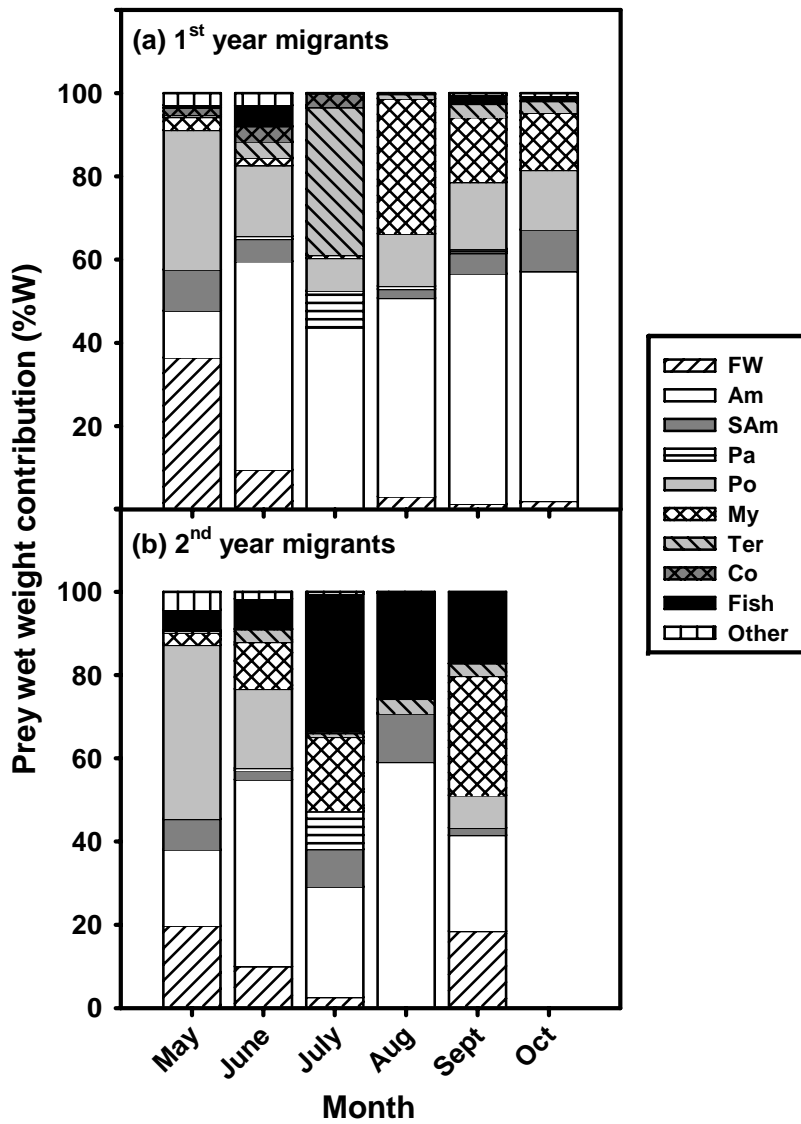 (a) 1st year migrants
100
80
60
40
20
(b) 2nd year migrants
100
80
60
40
20
0
Prey wet weight contribution (%W)
May
June
July
Aug
Sept
Oct
Month
FW
Am
SAm
Pa
Po
My
Ter
Co
Fish
Other